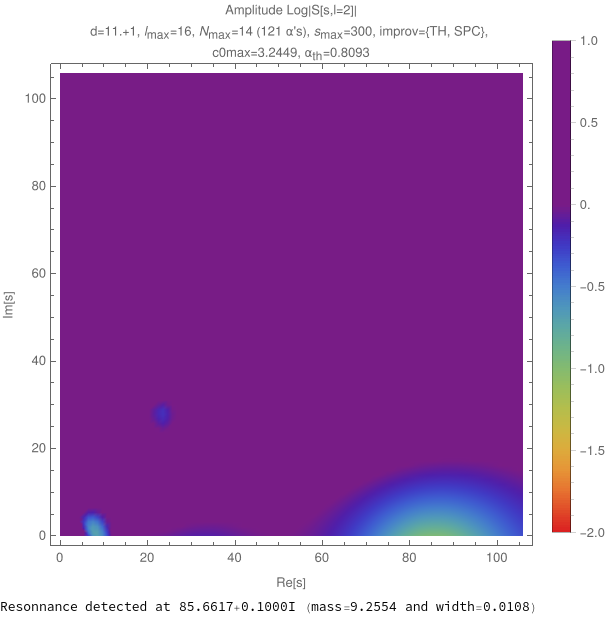 Amplitude Log|S[s,l=2]|
d=11.+1, lmax=16, Nmax=14 (121 α's), smax=300, improv={TH, SPC},
c0max=3.2449, αth=0.8093
1.0
0.5
0.
-0.5
-1.0
-1.5
-2.0
100
80
60
40
20
0
Im[s]
0 20 40 60 80 100
Re[s]
Resonnance detected at 85.6617+0.1000I (mass=9.2554 and width=0.0108)